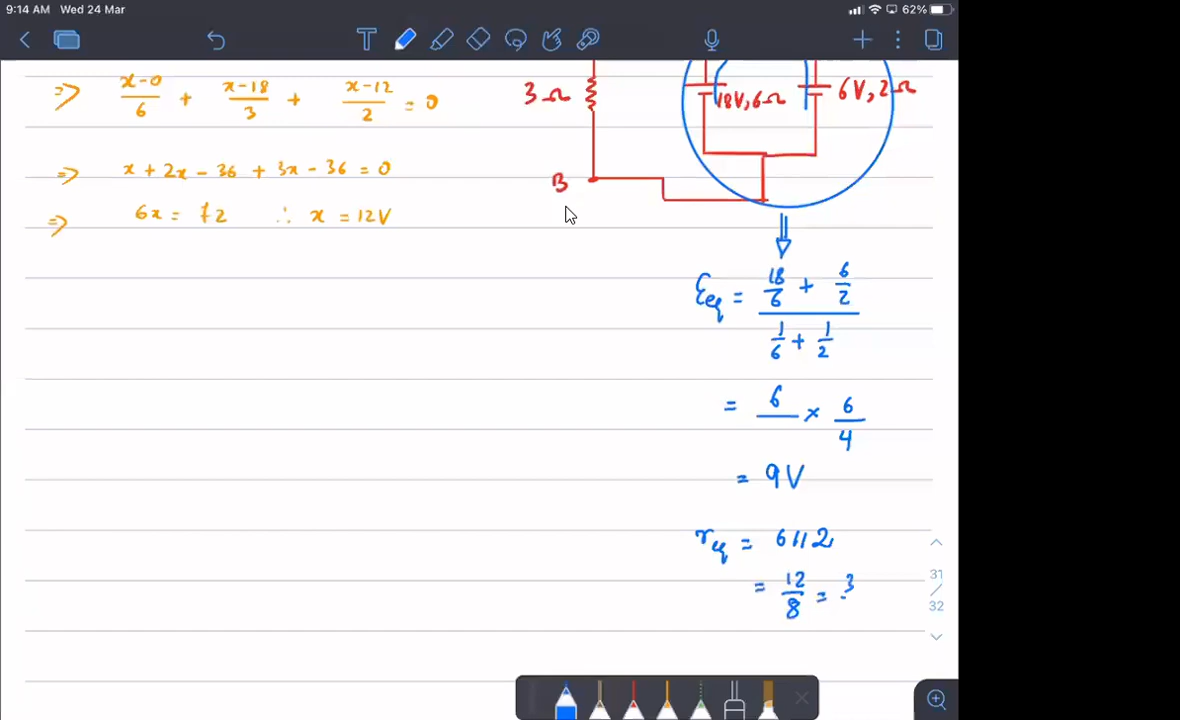 9:14 AM Wed 24 Mar 62%
T
⇒ x-0/6 + x-18/3 + x-12/2 = 0
⇒ x + 2x - 36 + 3x - 36 = 0
⇒ 6x = 72 ∴ x = 12V
3Ω
18V, 6Ω
6V, 2Ω
B
⇓
Ɛeq = (18/6 + 6/2) / (1/6 + 1/2)
= 6/ × 6/4
= 9V
req = 6||2
= 12/8 = 3
31/32